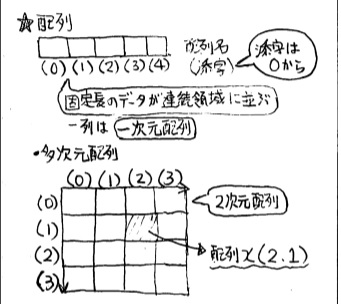 ☆配列
配列名
(添字)
添字は
0から
(0) (1) (2) (3) (4)
固定長のデータが連続領域に並ぶ
一列は一次元配列
・多次元配列
(0) (1) (2) (3)
(0)
2次元配列
(1)
(2)
配列x(2.1)
(3)